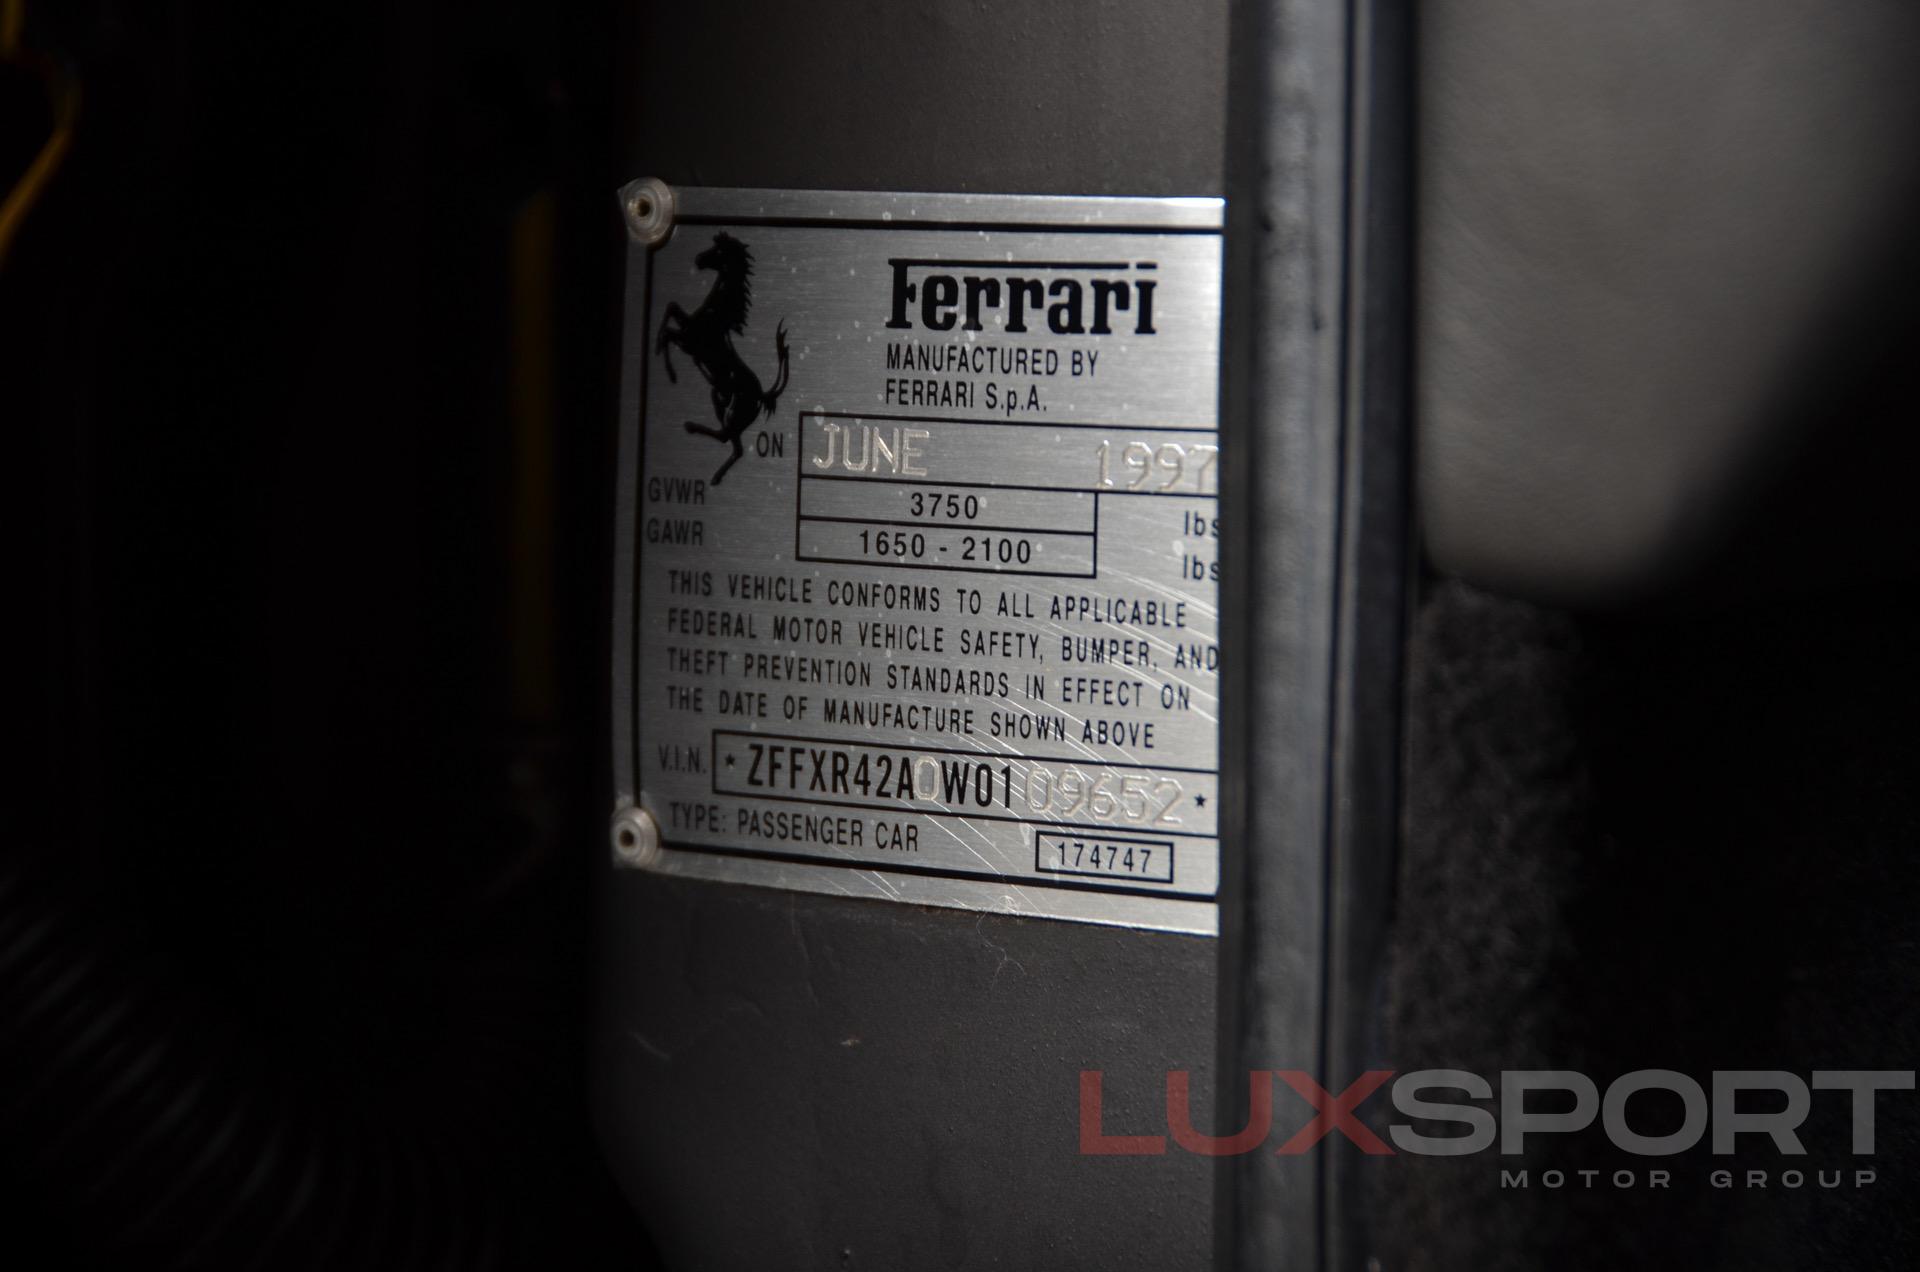 Ferrari
MANUFACTURED BY
FERRARI S.p.A.
ON JUNE 1997
GVWR 3750 lbs
GAWR 1650 - 2100 lbs
THIS VEHICLE CONFORMS TO ALL APPLICABLE
FEDERAL MOTOR VEHICLE SAFETY, BUMPER, AND
THEFT PREVENTION STANDARDS IN EFFECT ON
THE DATE OF MANUFACTURE SHOWN ABOVE
V.I.N. * ZFFXR42A0W0109652 *
TYPE: PASSENGER CAR 174747
LUXSPORT
MOTOR GROUP